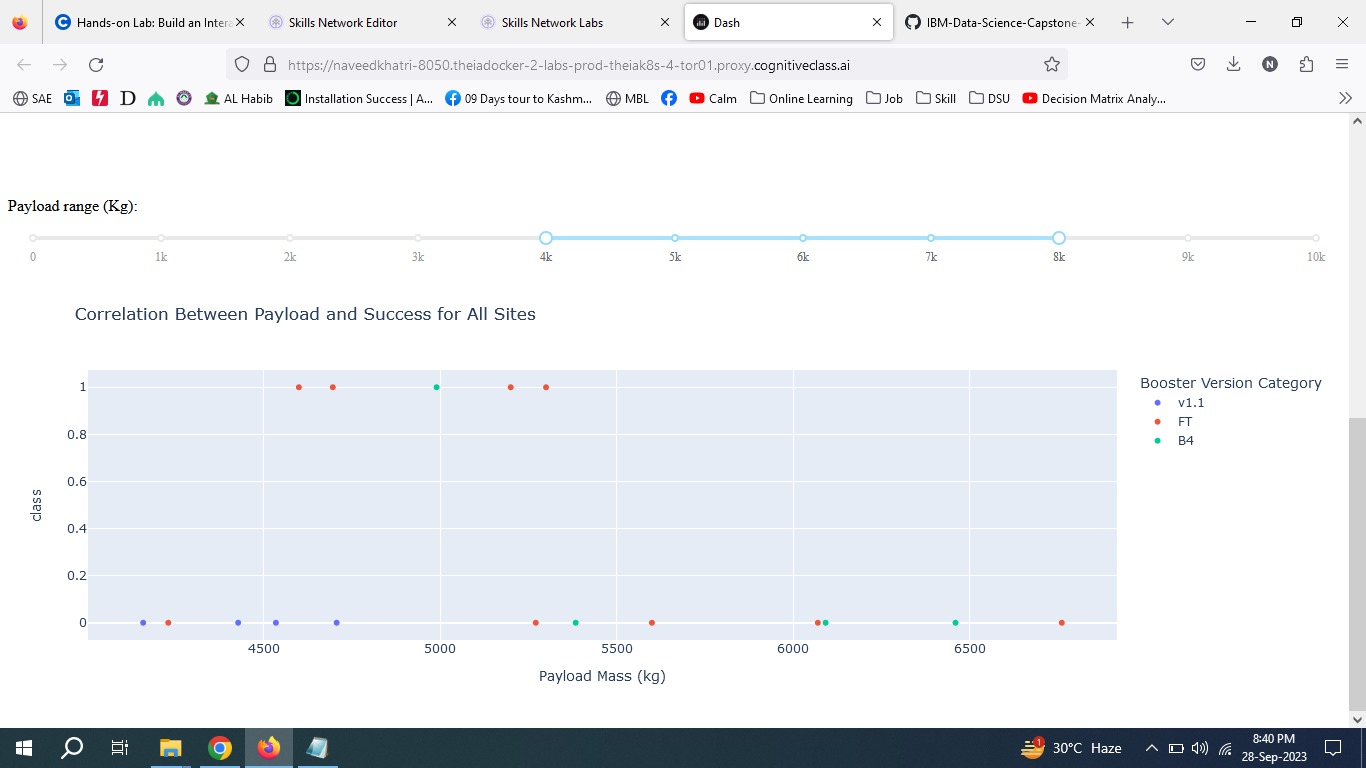 Hands-on Lab: Build an Intera
Skills Network Editor
Skills Network Labs
Dash
IBM-Data-Science-Capstone-
https://naveedkhatri-8050.theiadocker-2-labs-prod-theiak8s-4-tor01.proxy.cognitiveclass.ai
N
SAE
D
AL Habib
Installation Success | A...
09 Days tour to Kashm...
MBL
Calm
Online Learning
Job
Skill
DSU
Decision Matrix Analy...
Payload range (Kg):
0 1k 2k 3k 4k 5k 6k 7k 8k 9k 10k
Correlation Between Payload and Success for All Sites
Booster Version Category
v1.1
FT
B4
1
0.8
0.6
0.4
0.2
0
class
4500 5000 5500 6000 6500
Payload Mass (kg)
1
30°C Haze
8:40 PM
28-Sep-2023